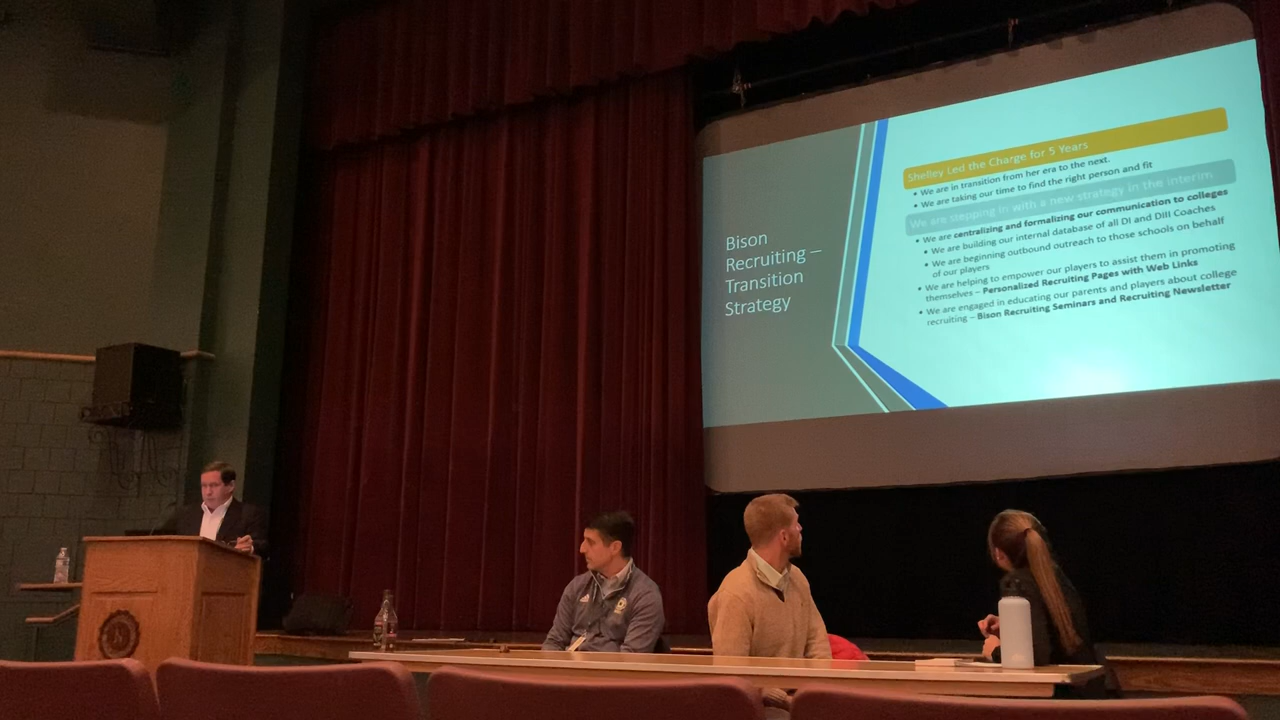 Bison
Recruiting –
Transition
Strategy
Shelley Led the Charge for 5 Years
• We are in transition from her era to the next.
• We are taking our time to find the right person and fit
We are stepping in with a new strategy in the interim.
• We are centralizing and formalizing our communication to colleges
• We are building our internal database of all DI and DIII Coaches
• We are beginning outbound outreach to those schools on behalf
of our players
• We are helping to empower our players to assist them in promoting
themselves – Personalized Recruiting Pages with Web Links
• We are engaged in educating our parents and players about college
recruiting – Bison Recruiting Seminars and Recruiting Newsletter